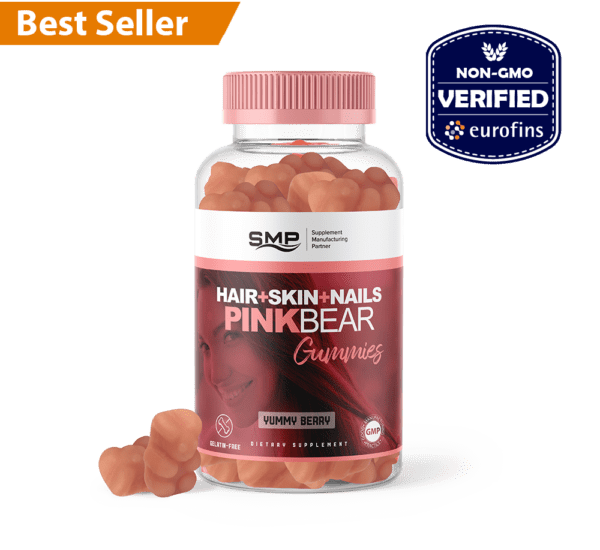 Best Seller
NON-GMO
VERIFIED
eurofins
SMP
Supplement
Manufacturing
Partner
HAIR+SKIN+NAILS
PINKBEAR
Gummies
YUMMY BERRY
GELATIN-FREE
DIETARY SUPPLEMENT
GMP